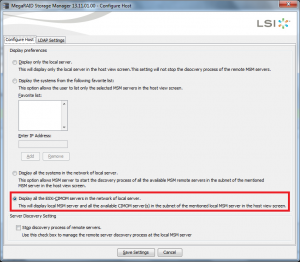 MegaRAID Storage Manager 13.11.01.00 - Configure Host
LSI
Configure Host LDAP Settings
Display preferences
Display only the local server.
This will display only the local server in the host view screen. This setting will not stop the discovery process of the remote MSM servers.
Display the systems from the following favorite list:
This option allows the user to list only the selected MSM servers in the host view screen.
Favorite list:
Enter IP Address:
Add Remove
Display all the systems in the network of local server.
This option allow MSM server to start the discovery process of all the available MSM remote servers in the subnet of the mentioned
MSM server in the host view screen.
Display all the ESXi-CIMOM servers in the network of local server.
This will display local MSM server and all the available CIMOM server(s) in the subnet of the mentioned local MSM server in the host view screen.
Server Discovery Setting
Stop discovery process of remote servers.
Use this check to manage the remote server discovery process at the local MSM server
Save Settings Cancel